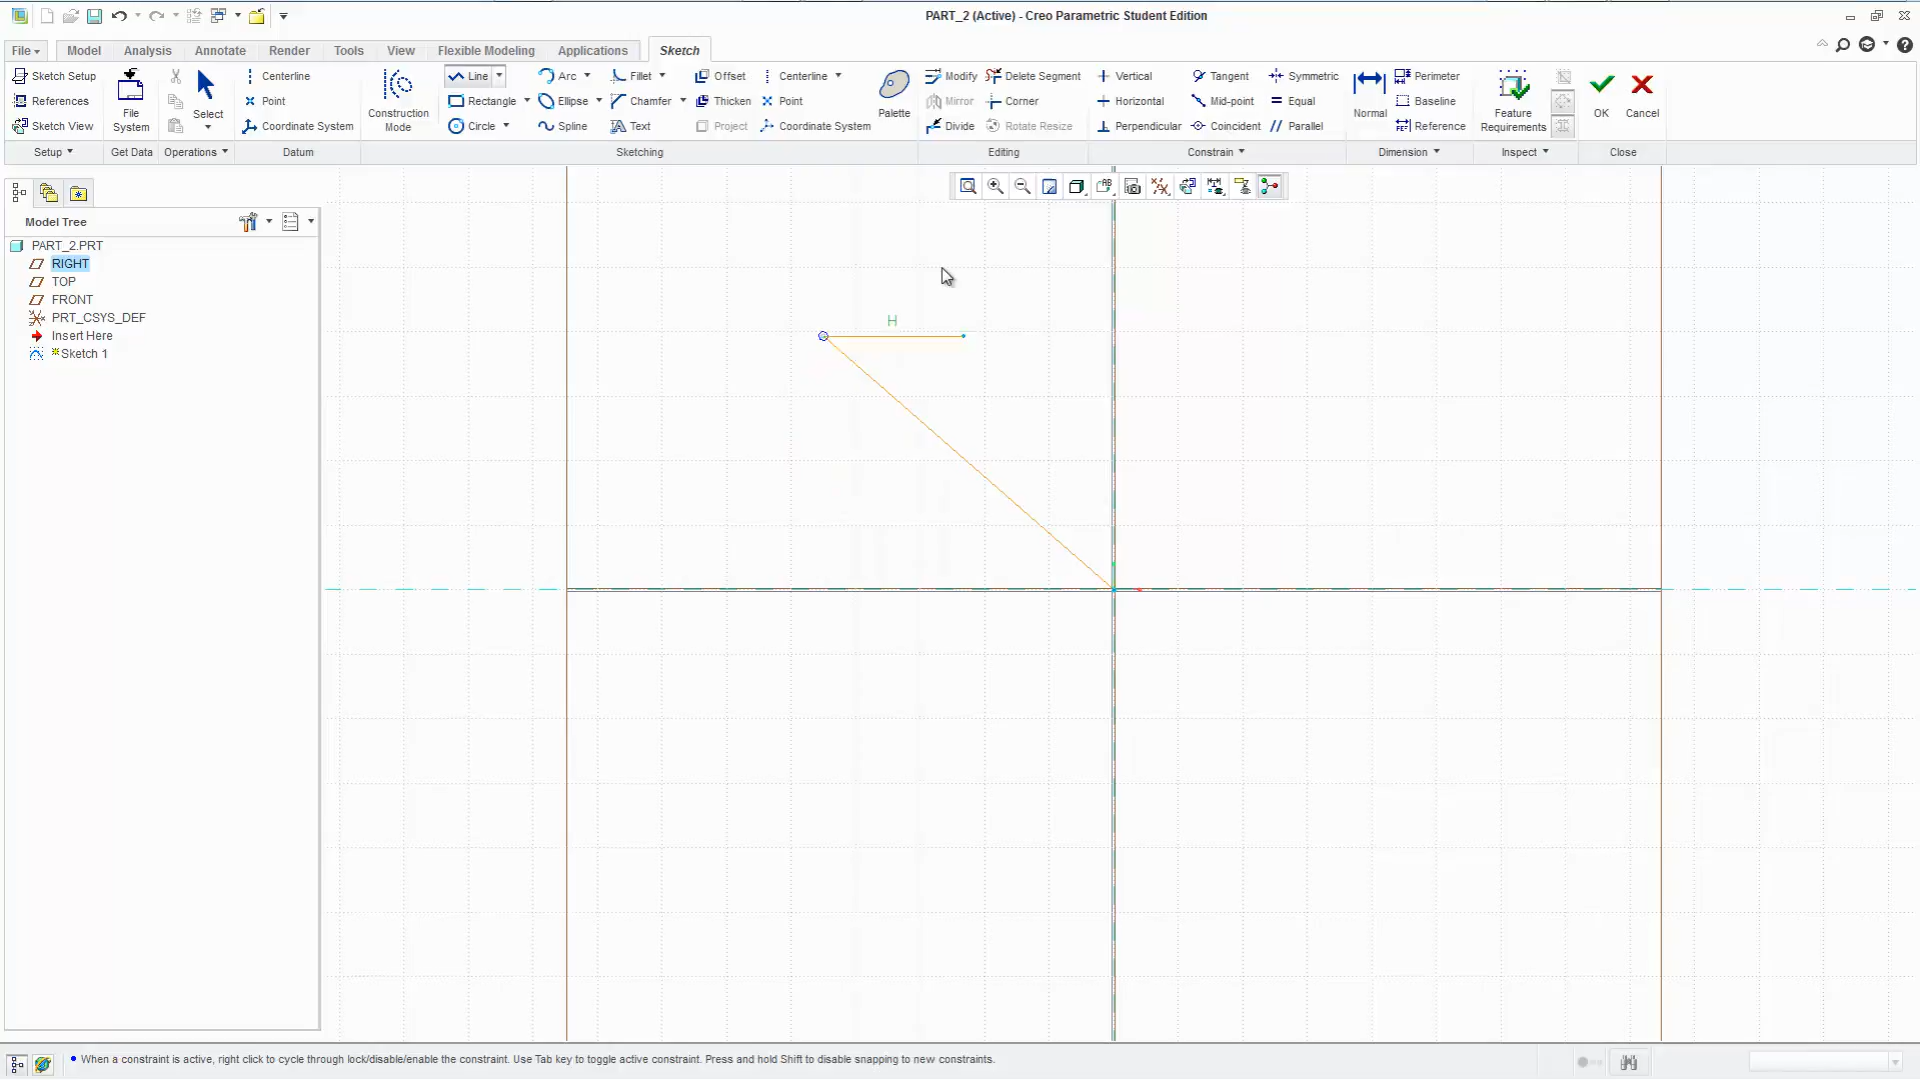 PART_2 (Active) - Creo Parametric Student Edition
File Model Analysis Annotate Render Tools View Flexible Modeling Applications Sketch
Sketch Setup Centerline Line Arc Fillet Offset Centerline Modify Delete Segment Vertical Tangent Symmetric Perimeter
References Point Rectangle Ellipse Chamfer Thicken Point Mirror Corner Horizontal Mid-point Equal Baseline
File System Select Construction Mode Palette Normal Feature Requirements OK Cancel
Sketch View Coordinate System Circle Spline Text Project Coordinate System Divide Rotate Resize Perpendicular Coincident Parallel Reference
Setup Get Data Operations Datum Sketching Editing Constrain Dimension Inspect Close
Model Tree
PART_2.PRT
RIGHT
TOP
FRONT
PRT_CSYS_DEF
Insert Here
Sketch 1
H
When a constraint is active, right click to cycle through lock/disable/enable the constraint. Use Tab key to toggle active constraint. Press and hold Shift to disable snapping to new constraints.